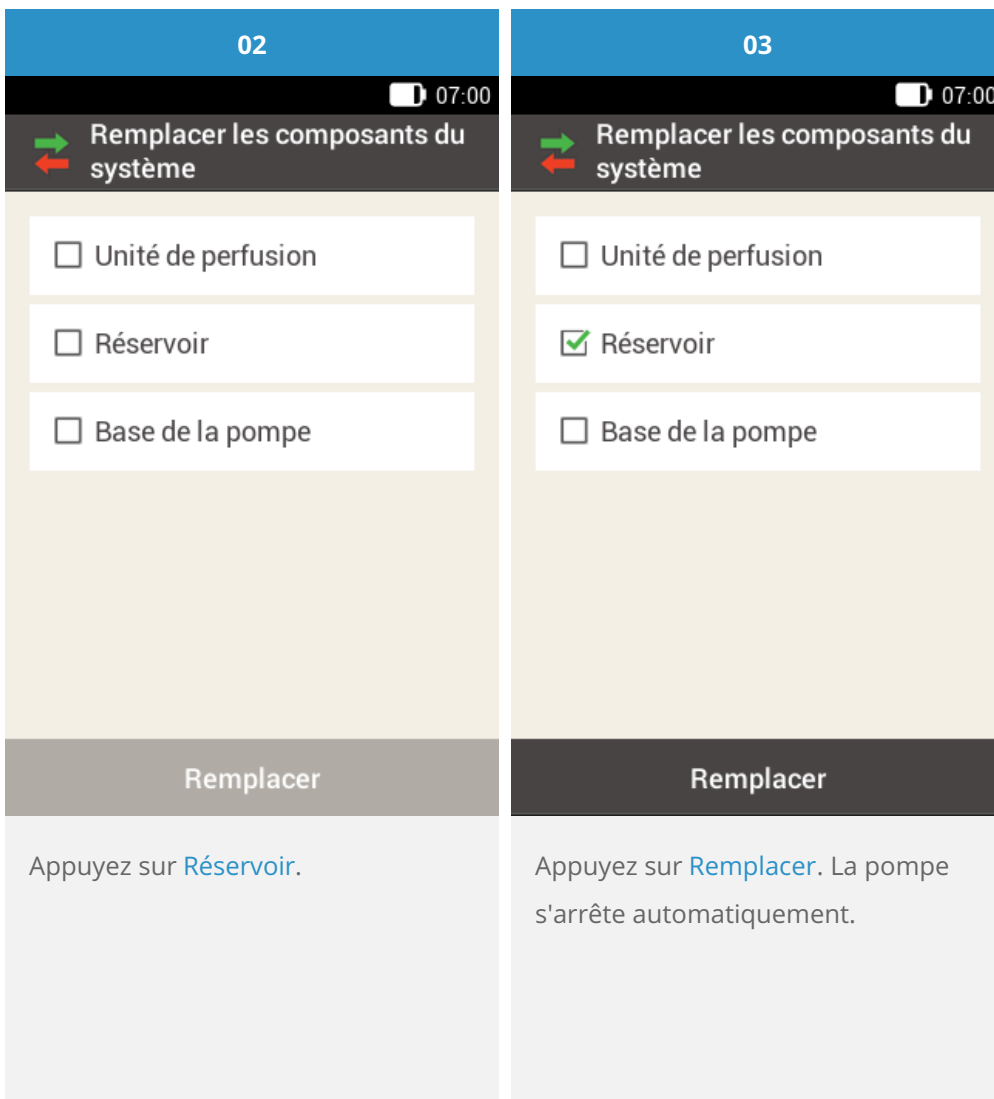 02
07:00
Remplacer les composants du
système
Unité de perfusion
Réservoir
Base de la pompe
Remplacer
Appuyez sur Réservoir.
03
07:00
Remplacer les composants du
système
Unité de perfusion
Réservoir
Base de la pompe
Remplacer
Appuyez sur Remplacer. La pompe
s'arrête automatiquement.